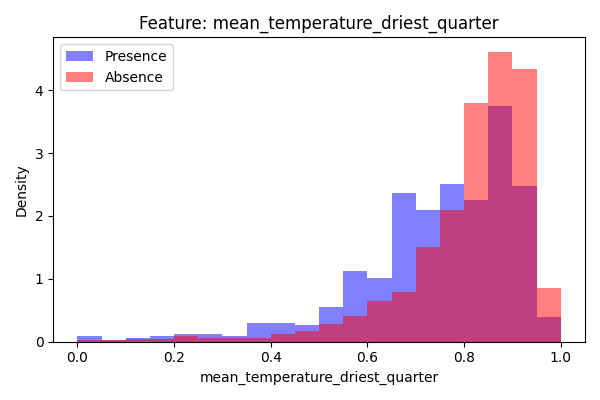 Feature: mean_temperature_driest_quarter
Presence
Absence
Density
4
3
2
1
0
0.0 0.2 0.4 0.6 0.8 1.0
mean_temperature_driest_quarter